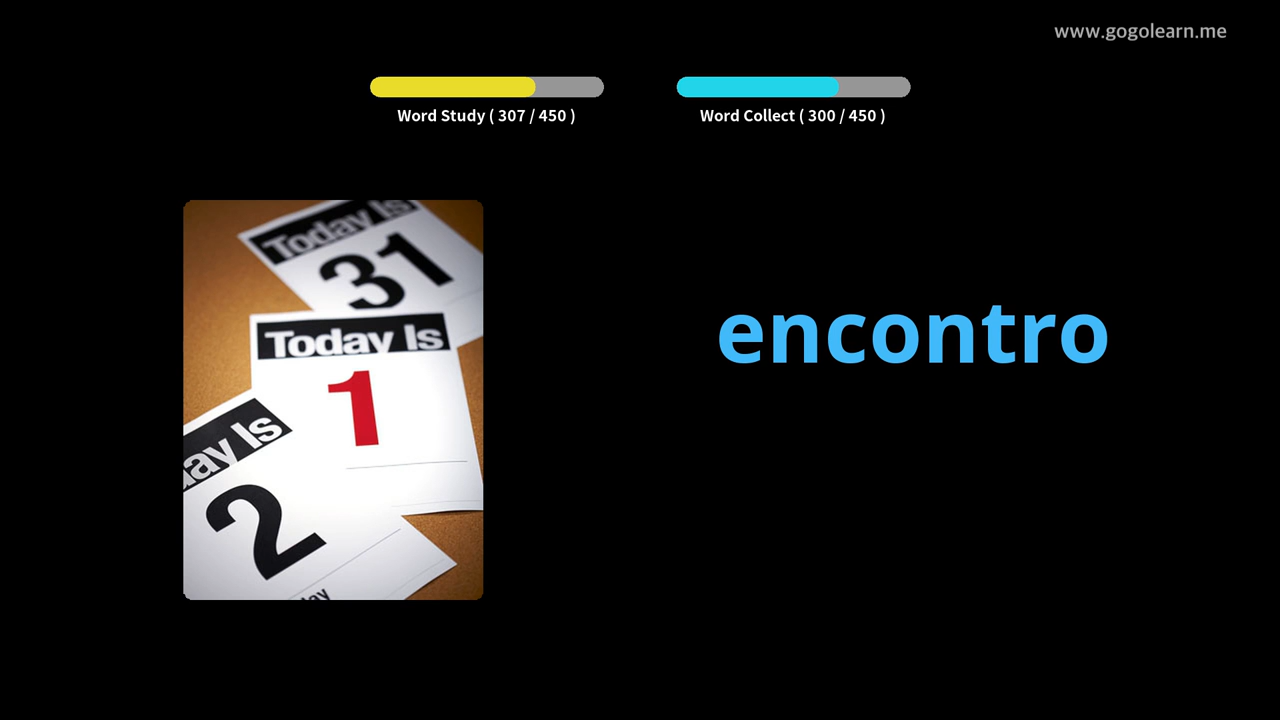 www.gogolearn.me
Word Study ( 307 / 450 )
Word Collect ( 300 / 450 )
Today Is
31
Today Is
1
encontro
ay Is
2